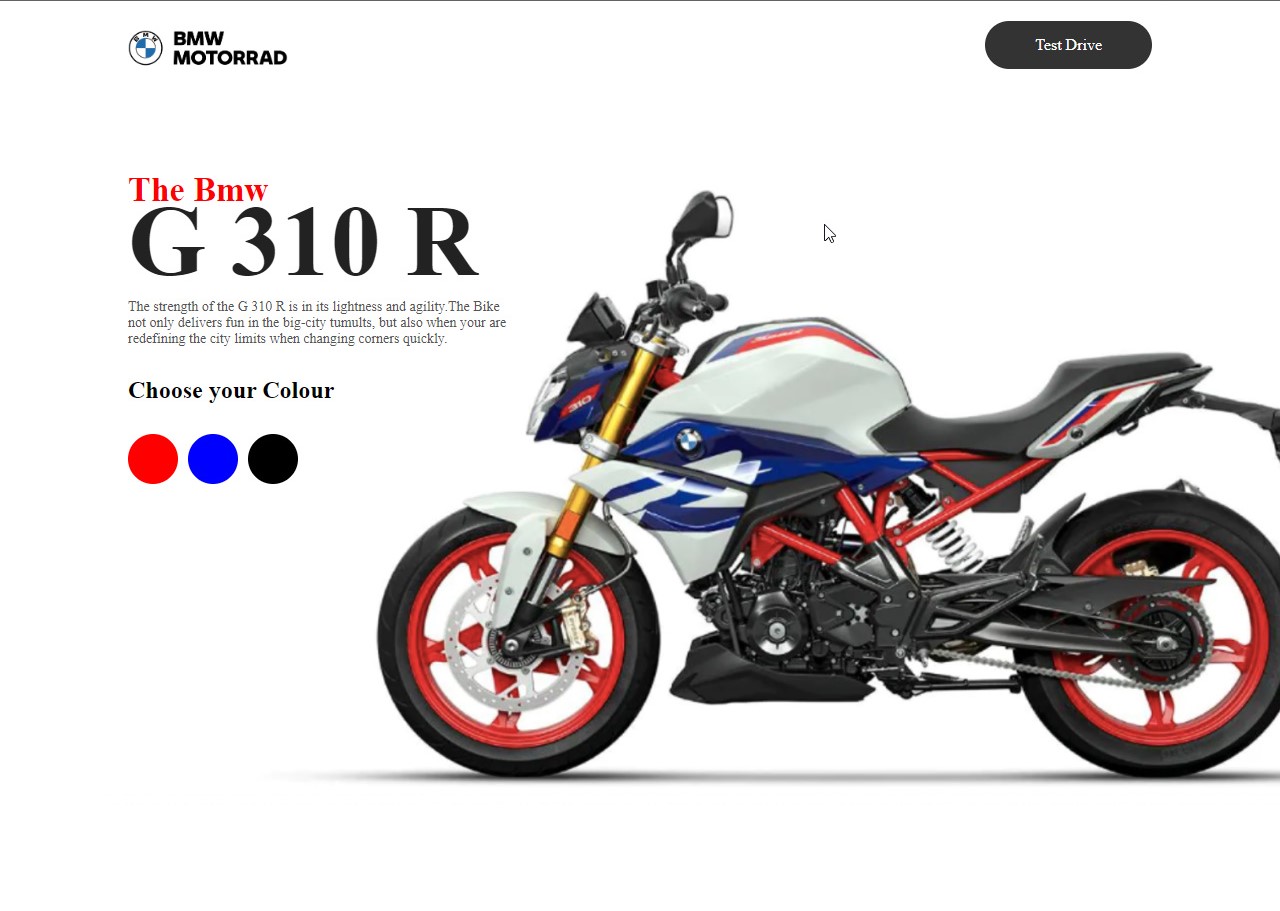 BMW
BMW
MOTORRAD
Test Drive
The Bmw
G 310 R
The strength of the G 310 R is in its lightness and agility.The Bike
not only delivers fun in the big-city tumults, but also when your are
redefining the city limits when changing corners quickly.
Choose your Colour
310